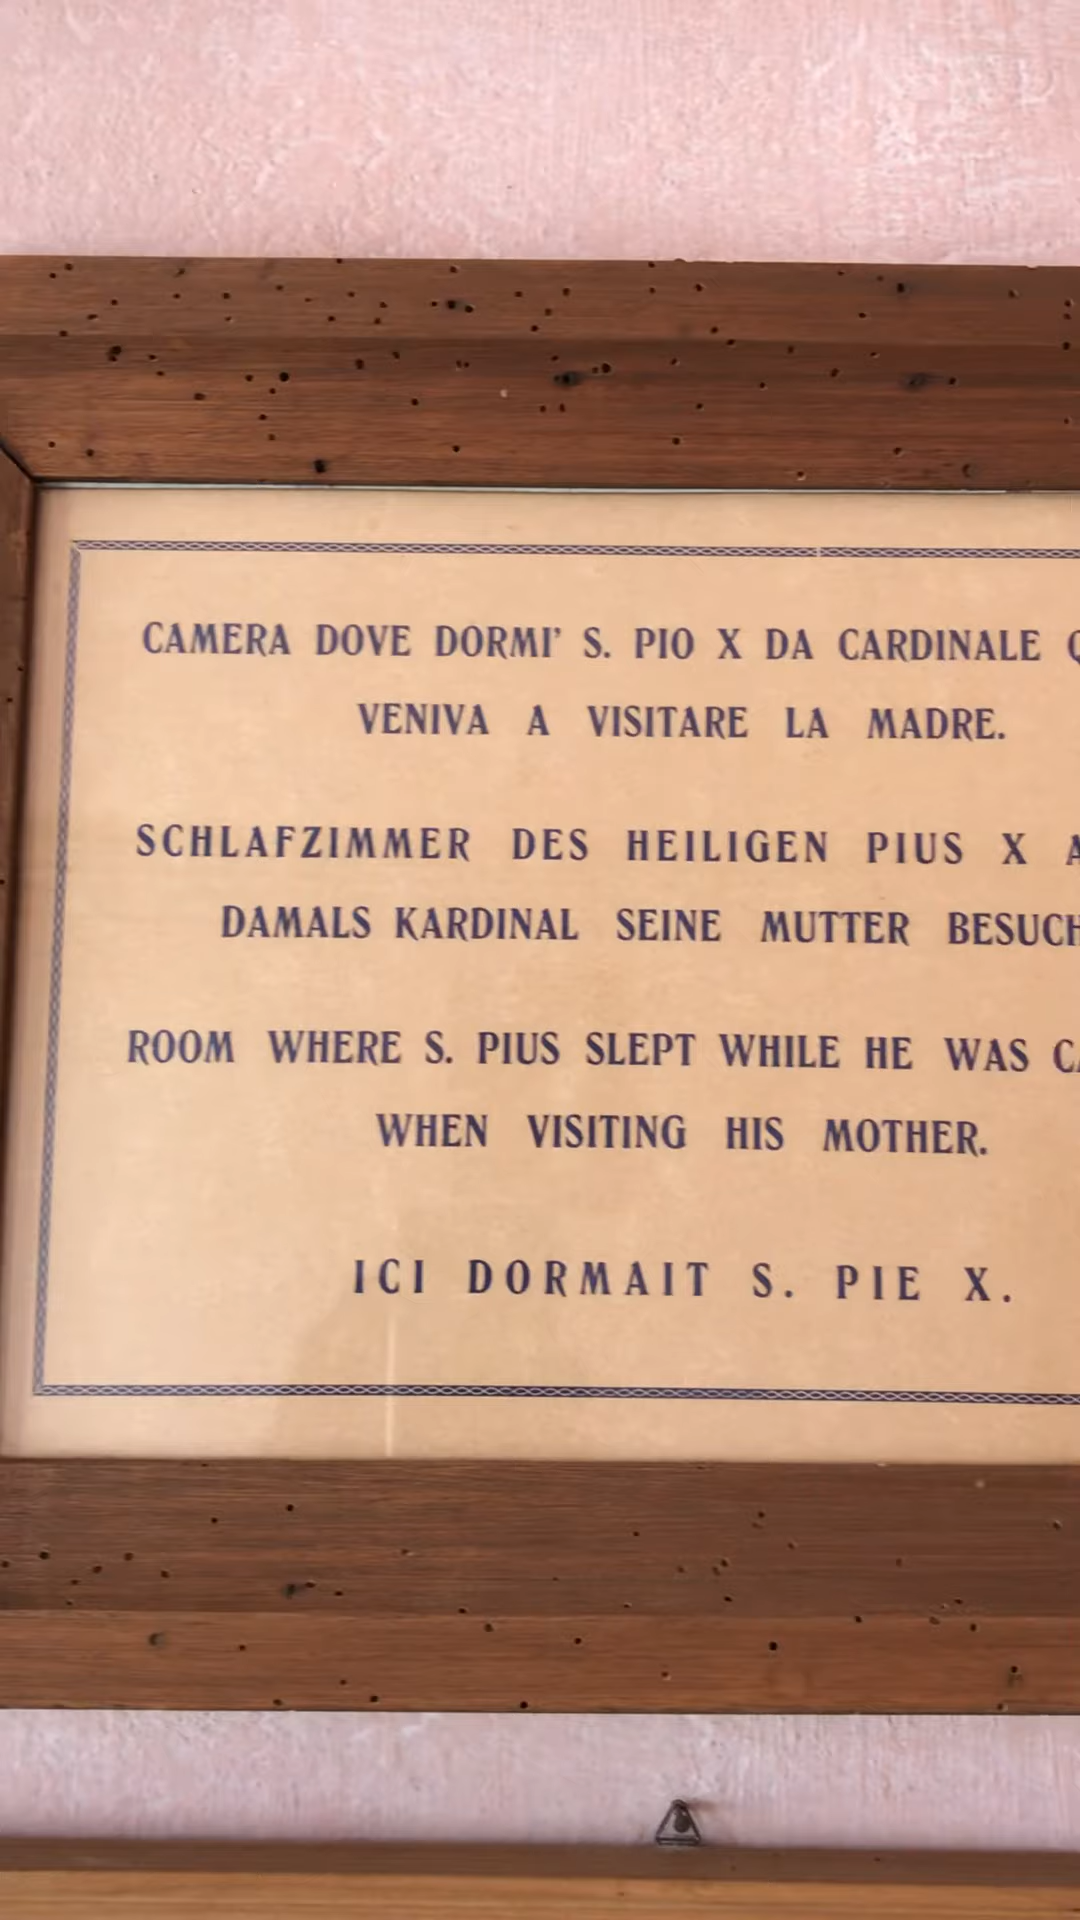 CAMERA DOVE DORMI' S. PIO X DA CARDINALE
VENIVA A VISITARE LA MADRE.
SCHLAFZIMMER DES HEILIGEN PIUS X
DAMALS KARDINAL SEINE MUTTER
ROOM WHERE S. PIUS SLEPT WHILE HE WAS
WHEN VISITING HIS MOTHER.
ICI DORMAIT S. PIE X.